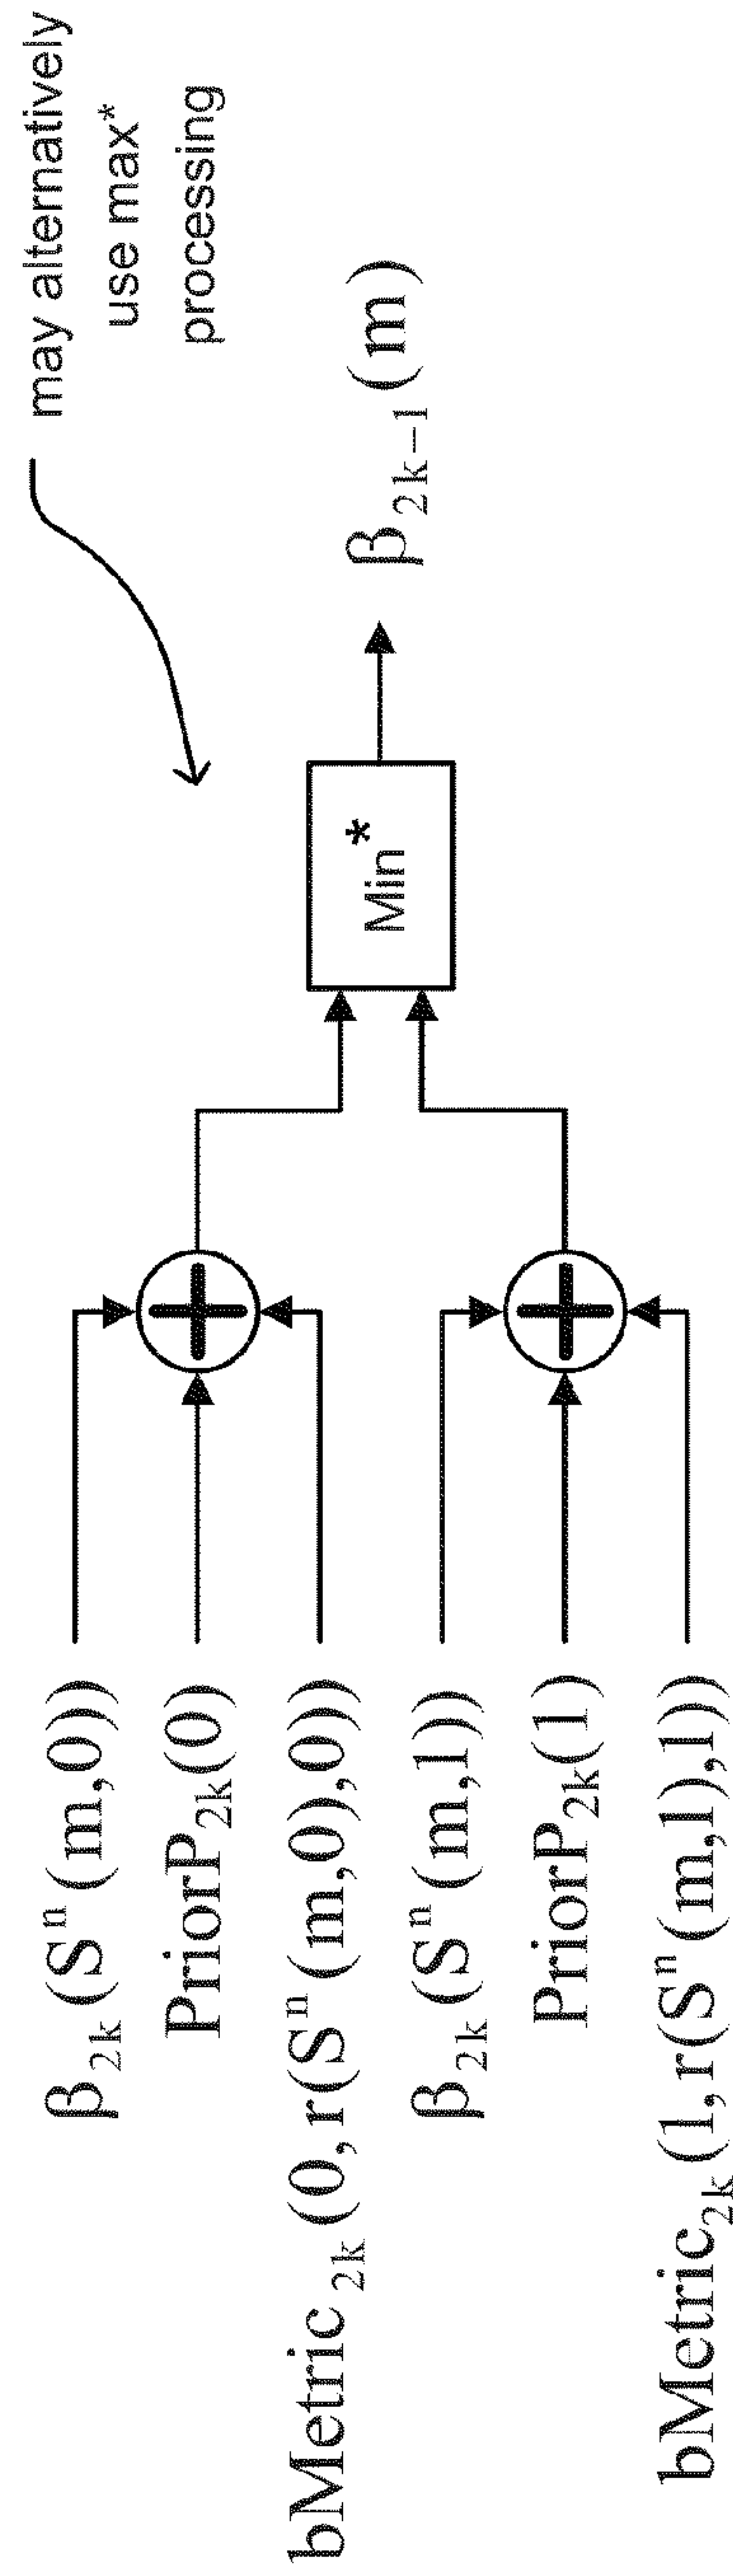 may alternatively
use max*
processing
β₂ₖ(Sⁿ(m,0))
PriorP₂ₖ(0)
bMetric₂ₖ(0,r(Sⁿ(m,0),0))
β₂ₖ(Sⁿ(m,1))
PriorP₂ₖ(1)
bMetric₂ₖ(1,r(Sⁿ(m,1),1))
Min*
β₂ₖ₋₁(m)